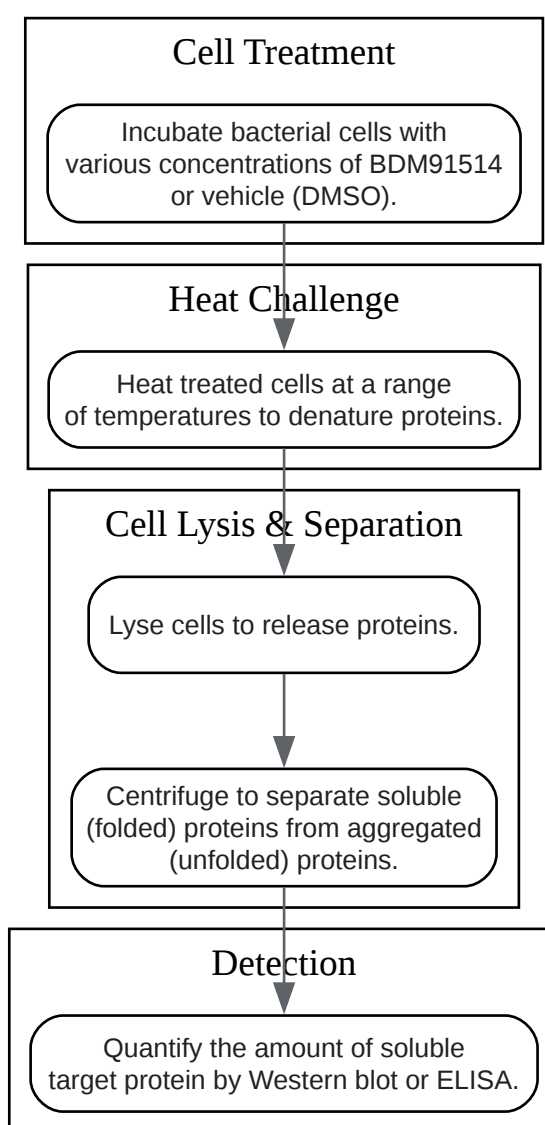 Cell Treatment
Incubate bacterial cells with
various concentrations of BDM91514
or vehicle (DMSO).
Heat Challenge
Heat treated cells at a range
of temperatures to denature proteins.
Cell Lysis & Separation
Lyse cells to release proteins.
Centrifuge to separate soluble
(folded) proteins from aggregated
(unfolded) proteins.
Detection
Quantify the amount of soluble
target protein by Western blot or ELISA.